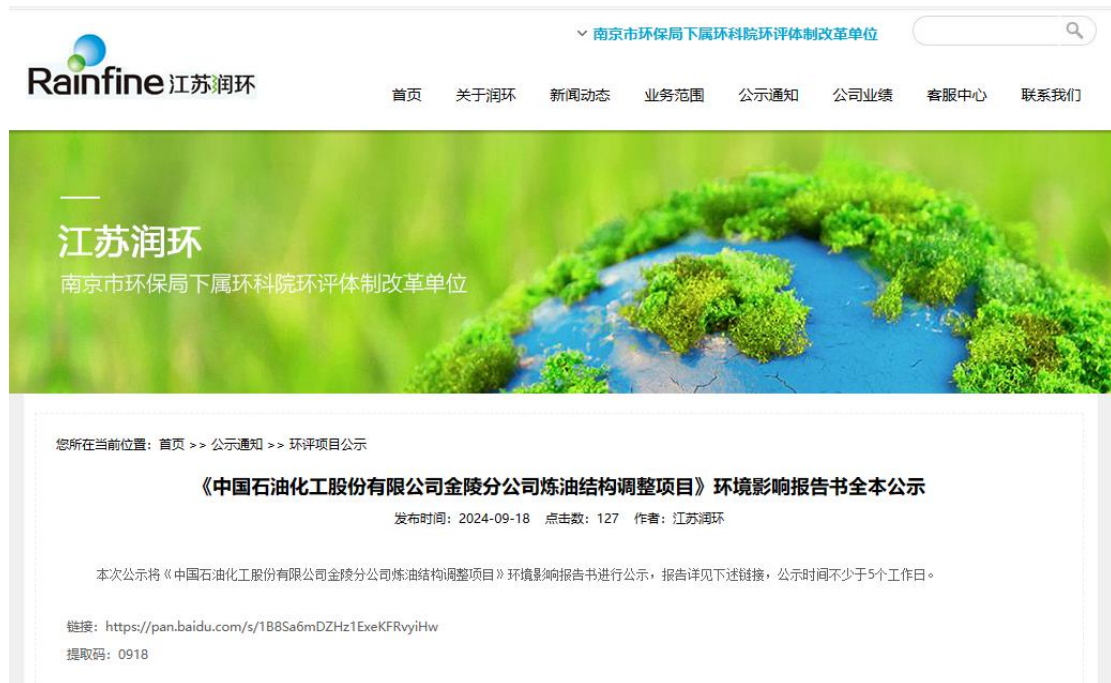 南京市环保局下属环科院环评体制改革单位
Rainfine 江苏润环
首页 关于润环 新闻动态 业务范围 公示通知 公司业绩 客服中心 联系我们
江苏润环
南京市环保局下属环科院环评体制改革单位
您所在当前位置：首页 >> 公示通知 >> 环评项目公示
《中国石油化工股份有限公司金陵分公司炼油结构调整项目》环境影响报告书全本公示
发布时间：2024-09-18 点击数：127 作者：江苏润环
本次公示将《中国石油化工股份有限公司金陵分公司炼油结构调整项目》环境影响报告书进行公示，报告详见下述链接，公示时间不少于5个工作日。
链接：https://pan.baidu.com/s/1B8Sa6mDZHz1ExeKFRvyiHw
提取码：0918